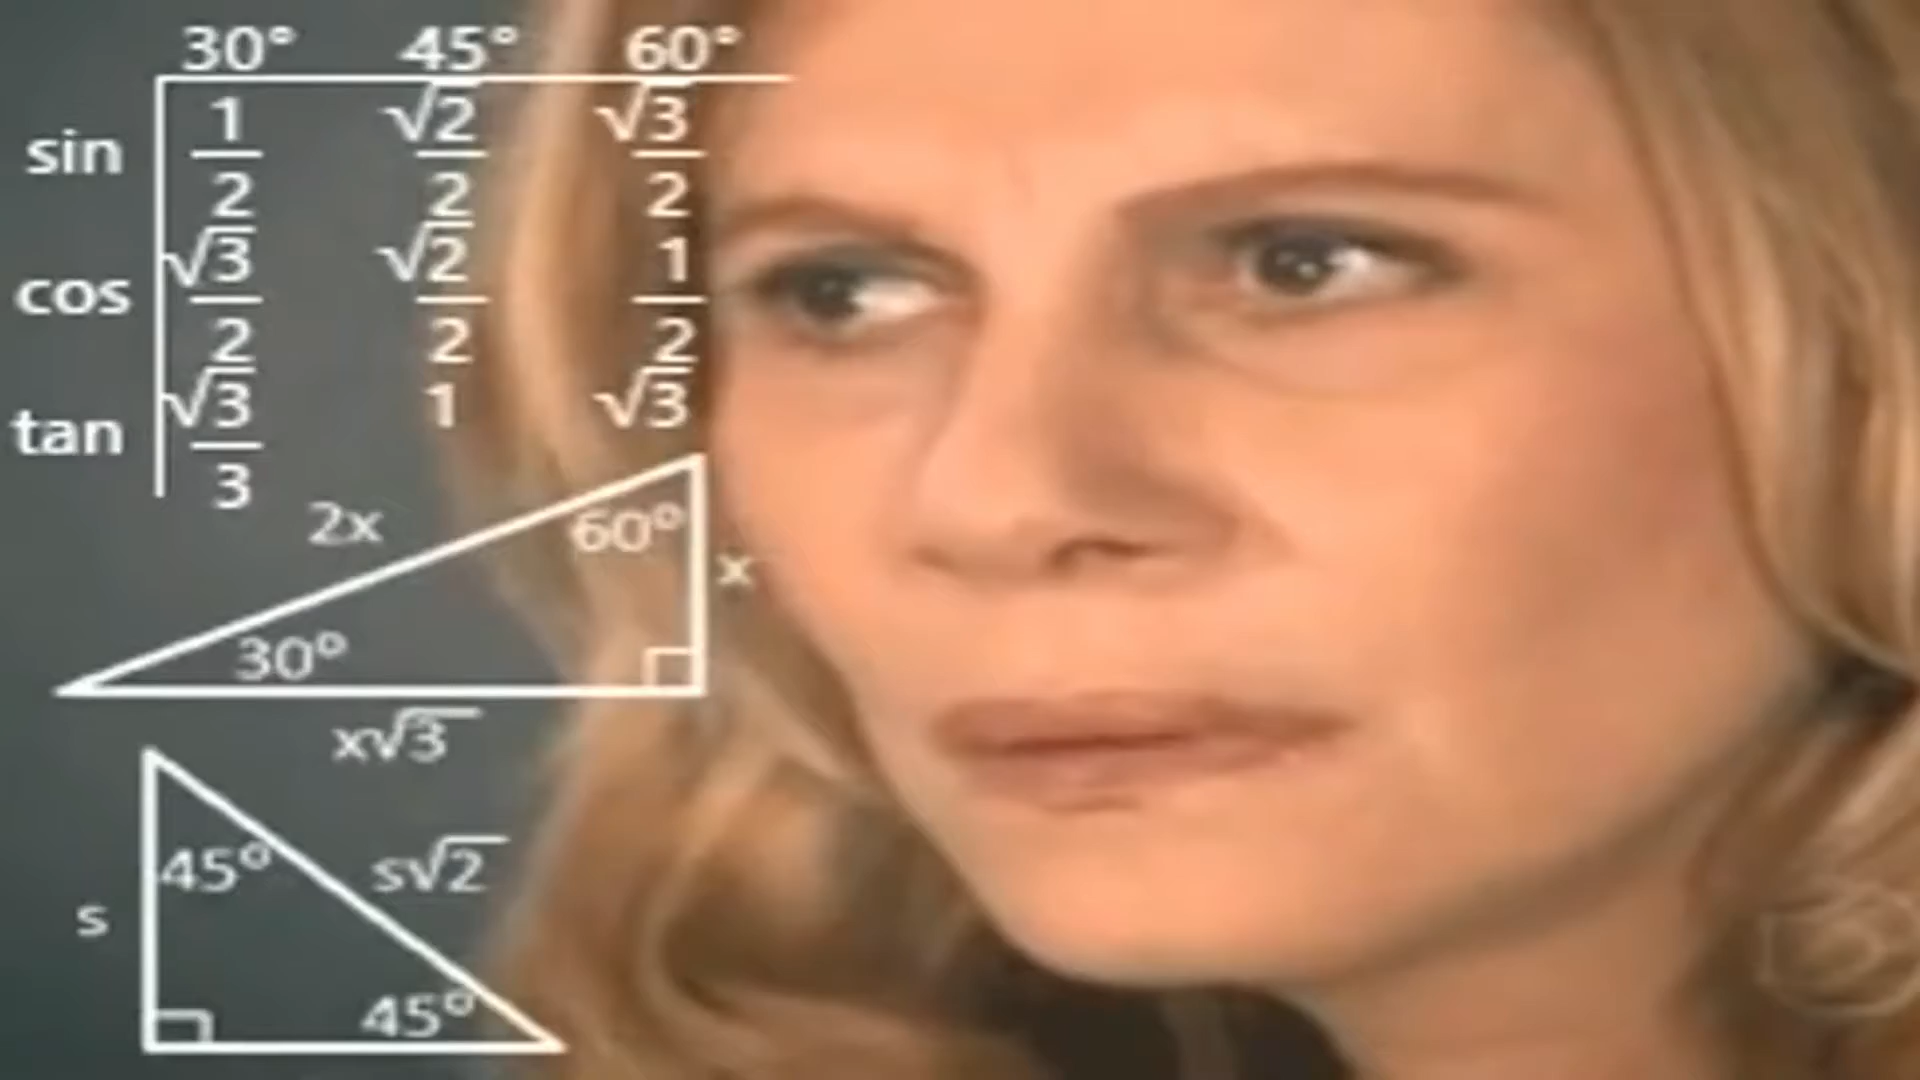 30° 45° 60°
sin 1/2 √2/2 √3/2
cos √3/2 √2/2 1/2
tan √3/3 1 √3
2x
60°
x
30°
x√3
45°
s√2
s
45°